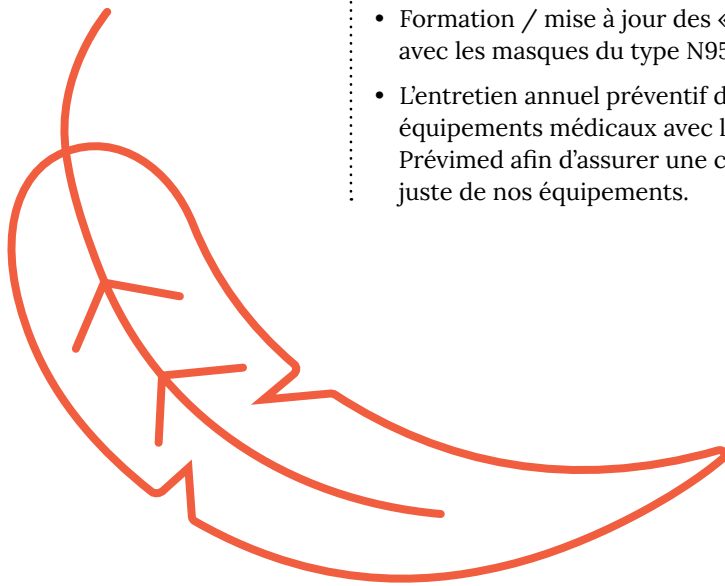 • Formation / mise à jour des «
avec les masques du type N95
• L’entretien annuel préventif d
équipements médicaux avec l
Prévimed afin d’assurer une c
juste de nos équipements.